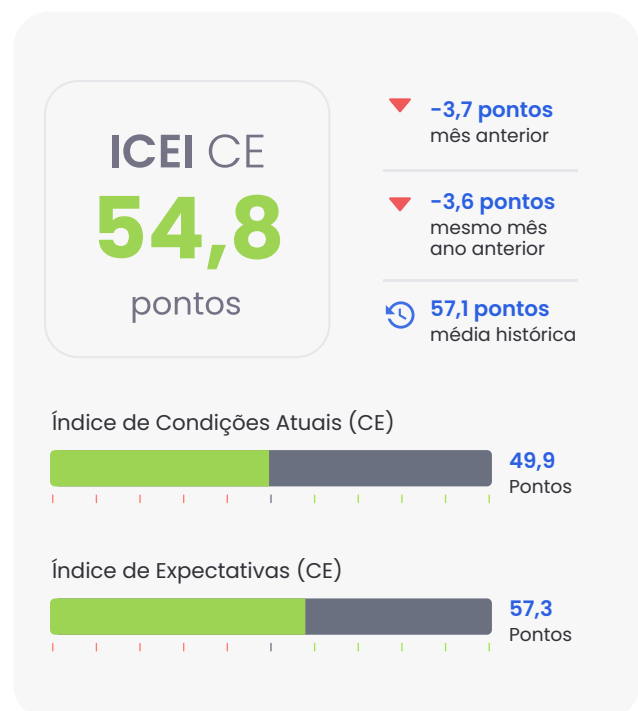 ICEI CE
54,8
pontos
-3,7 pontos
mês anterior
-3,6 pontos
mesmo mês
ano anterior
57,1 pontos
média histórica
Índice de Condições Atuais (CE)
49,9
Pontos
Índice de Expectativas (CE)
57,3
Pontos